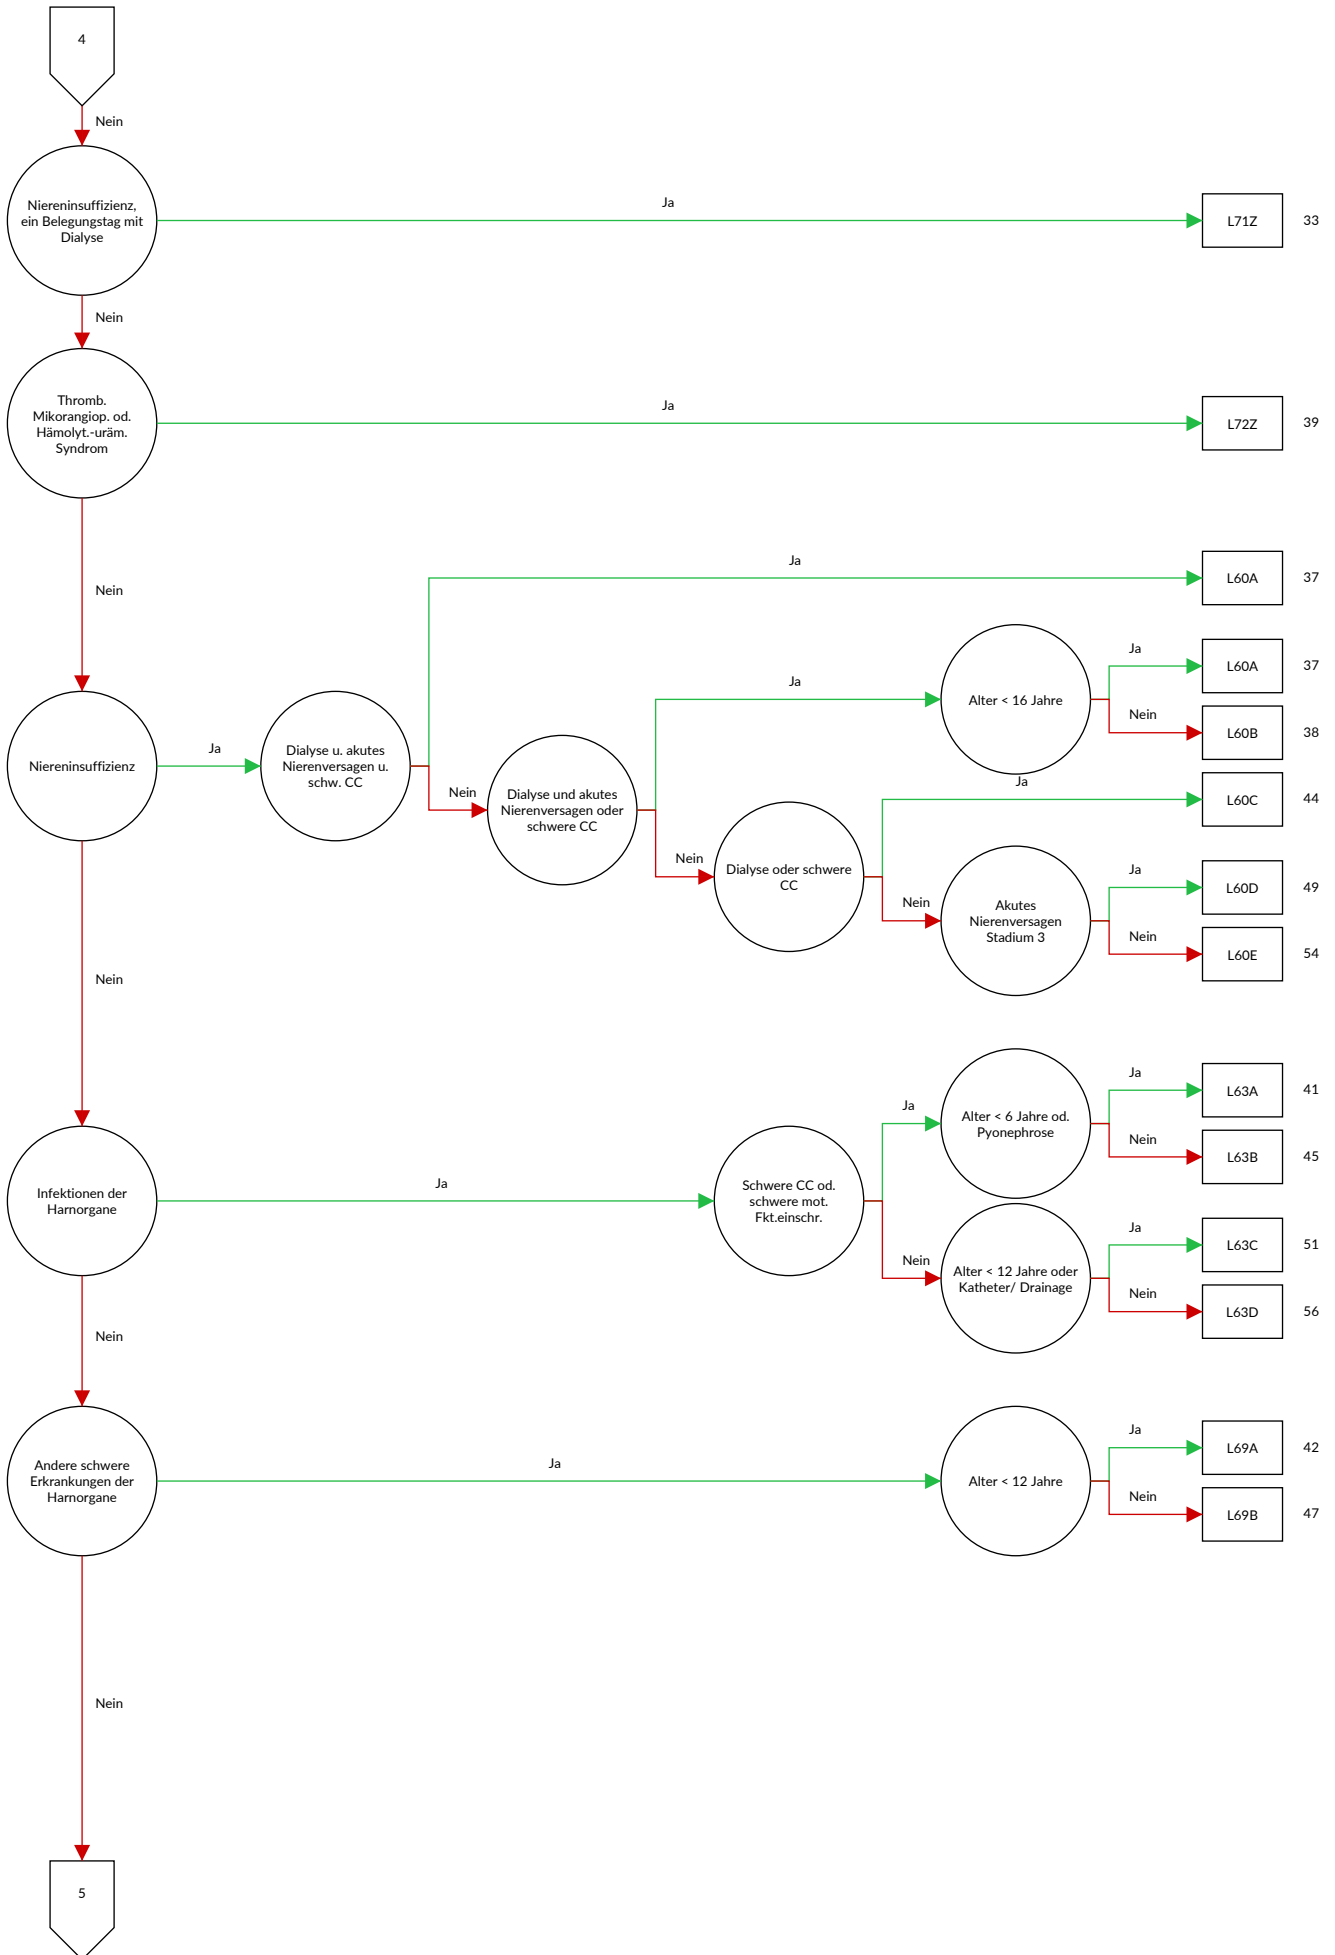 4
Nein
Niereninsuffizienz,
ein Belegungstag mit
Dialyse
Ja
L71Z
33
Nein
Thromb.
Mikorangiop. od.
Hämolyt.-uräm.
Syndrom
Ja
L72Z
39
Nein
Niereninsuffizienz
Ja
Dialyse u. akutes
Nierenversagen u.
schw. CC
Ja
L60A
37
Nein
Dialyse und akutes
Nierenversagen oder
schwere CC
Ja
Alter < 16 Jahre
Ja
L60A
37
Nein
L60B
38
Nein
Dialyse oder schwere
CC
Ja
L60C
44
Nein
Akutes
Nierenversagen
Stadium 3
Ja
L60D
49
Nein
L60E
54
Nein
Infektionen der
Harnorgane
Ja
Schwere CC od.
schwere mot.
Fkt.einschr.
Ja
Alter < 6 Jahre od.
Pyonephrose
Ja
L63A
41
Nein
L63B
45
Nein
Alter < 12 Jahre oder
Katheter/ Drainage
Ja
L63C
51
Nein
L63D
56
Nein
Andere schwere
Erkrankungen der
Harnorgane
Ja
Alter < 12 Jahre
Ja
L69A
42
Nein
L69B
47
Nein
5